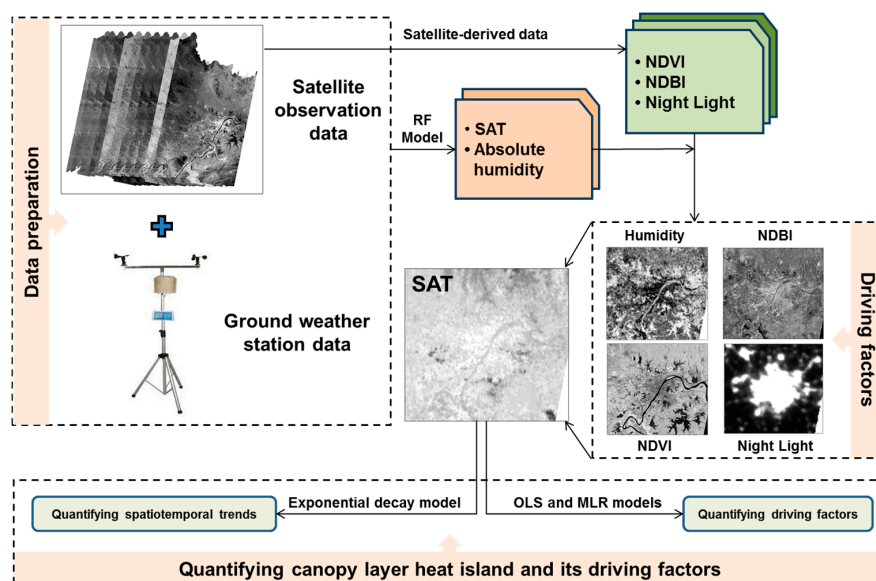 Data preparation
Satellite
observation
data
Ground weather
station data
Satellite-derived data
RF
Model
• SAT
• Absolute
humidity
• NDVI
• NDBI
• Night Light
SAT
Humidity
NDBI
NDVI
Night Light
Driving factors
Exponential decay model
OLS and MLR models
Quantifying spatiotemporal trends
Quantifying driving factors
Quantifying canopy layer heat island and its driving factors